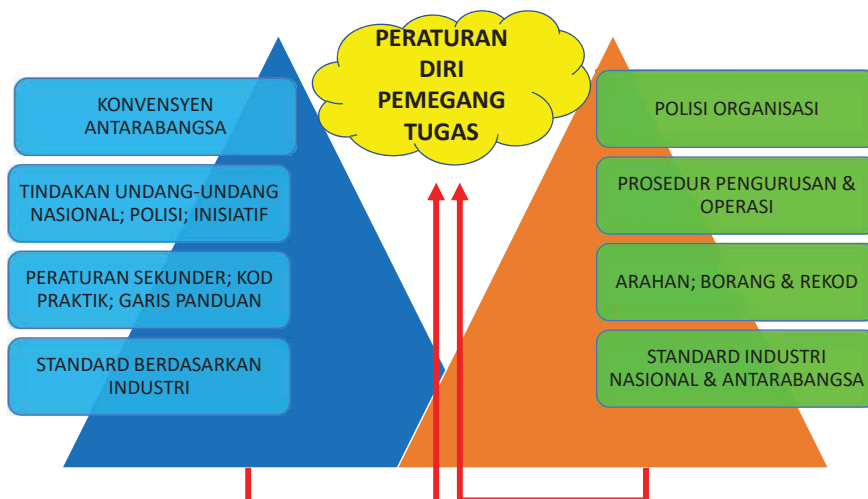 PERATURAN
DIRI
PEMEGANG
TUGAS
KONVENSYEN
ANTARABANGSA
TINDAKAN UNDANG-UNDANG
NASIONAL; POLISI; INISIATIF
PERATURAN SEKUNDER; KOD
PRAKTIK; GARIS PANDUAN
STANDARD BERDASARKAN
INDUSTRI
POLISI ORGANISASI
PROSEDUR PENGURUSAN &
OPERASI
ARAHAN; BORANG & REKOD
STANDARD INDUSTRI
NASIONAL & ANTARABANGSA